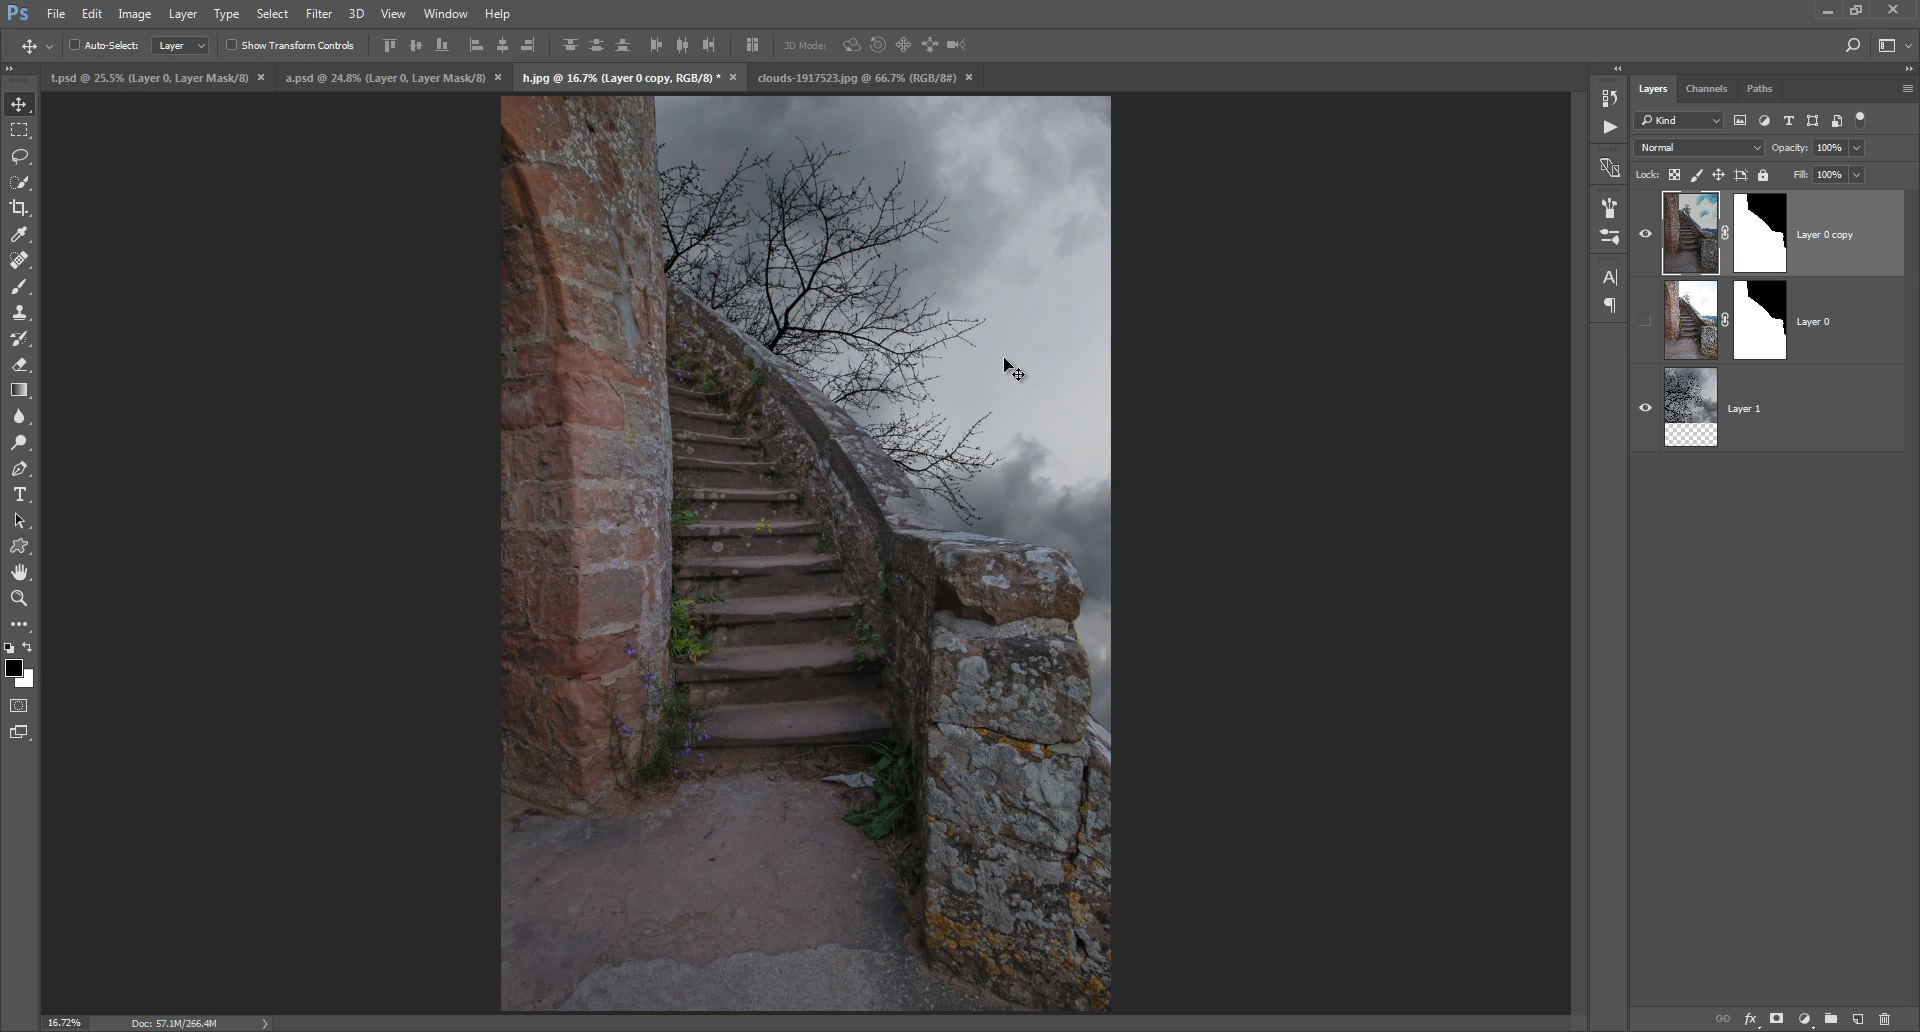 Ps File Edit Image Layer Type Select Filter 3D View Window Help
Auto-Select: Layer Show Transform Controls 3D Mode:
t.psd @ 25.5% (Layer 0, Layer Mask/8) × a.psd @ 24.8% (Layer 0, Layer Mask/8) × h.jpg @ 16.7% (Layer 0 copy, RGB/8) * × clouds-1917523.jpg @ 66.7% (RGB/8#) ×
Layers Channels Paths
Kind
Normal Opacity: 100%
Lock: Fill: 100%
Layer 0 copy
Layer 0
Layer 1
16.72% Doc: 57.1M/266.4M